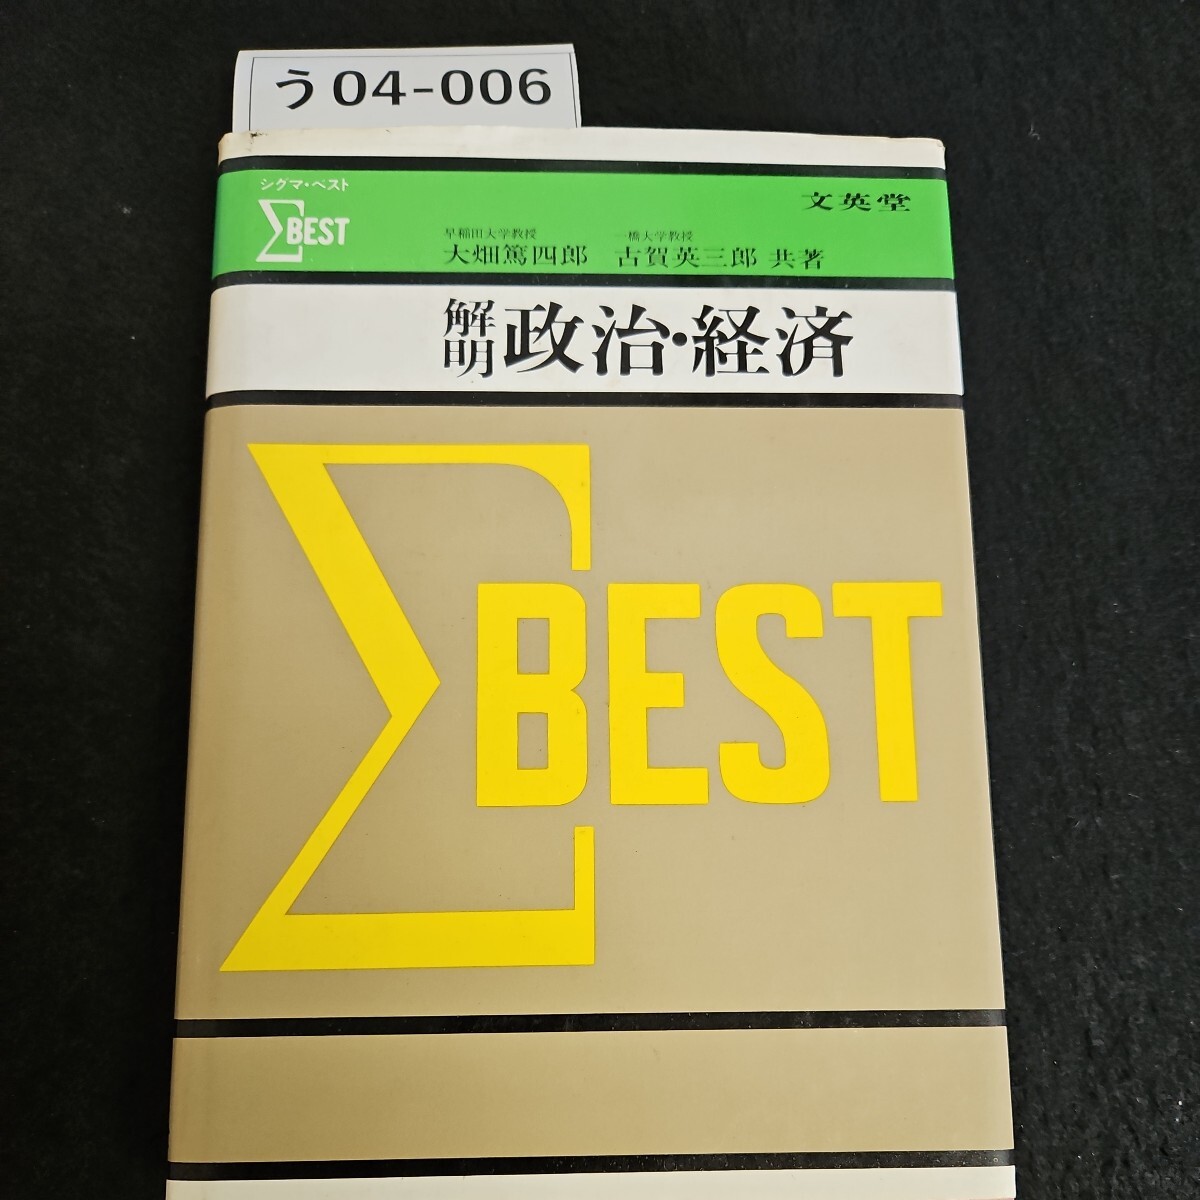 う04-006
シグマ・ベスト
ΣBEST
文英堂
早稲田大学教授 一橋大学教授
大畑篤四郎 古賀英三郎 共著
解明 政治・経済
ΣBEST